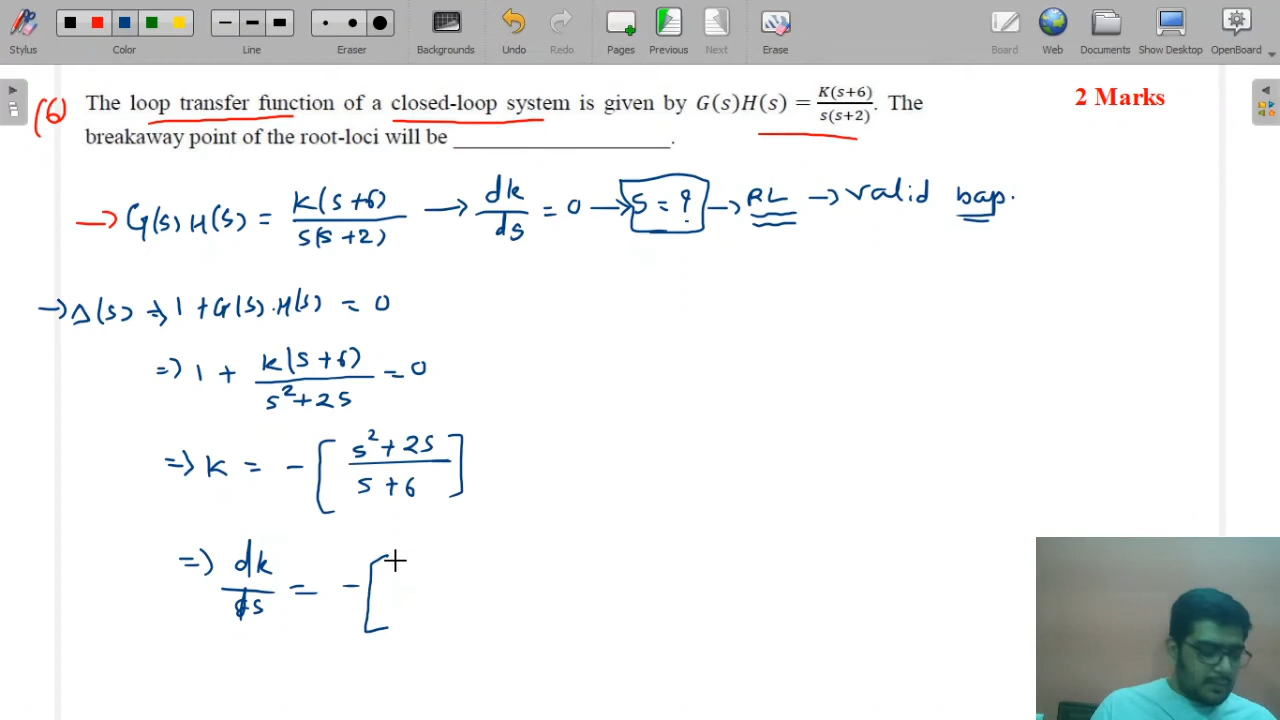 Stylus Color Line Eraser Backgrounds Undo Redo Pages Previous Next Erase Board Web Documents Show Desktop OpenBoard
(6) The loop transfer function of a closed-loop system is given by G(s)H(s) = K(s+6)/s(s+2). The 2 Marks
breakaway point of the root-loci will be ____________________.
→ G(s) H(s) = K(s+6)/s(s+2) → dk/ds = 0 → s = ? → RL → valid bap.
→ Δ(s) ⇒ 1 + G(s).H(s) = 0
⇒ 1 + k(s+6)/s²+2s = 0
⇒ K = - [ s²+2s / s+6 ]
⇒ dk/ds = - [